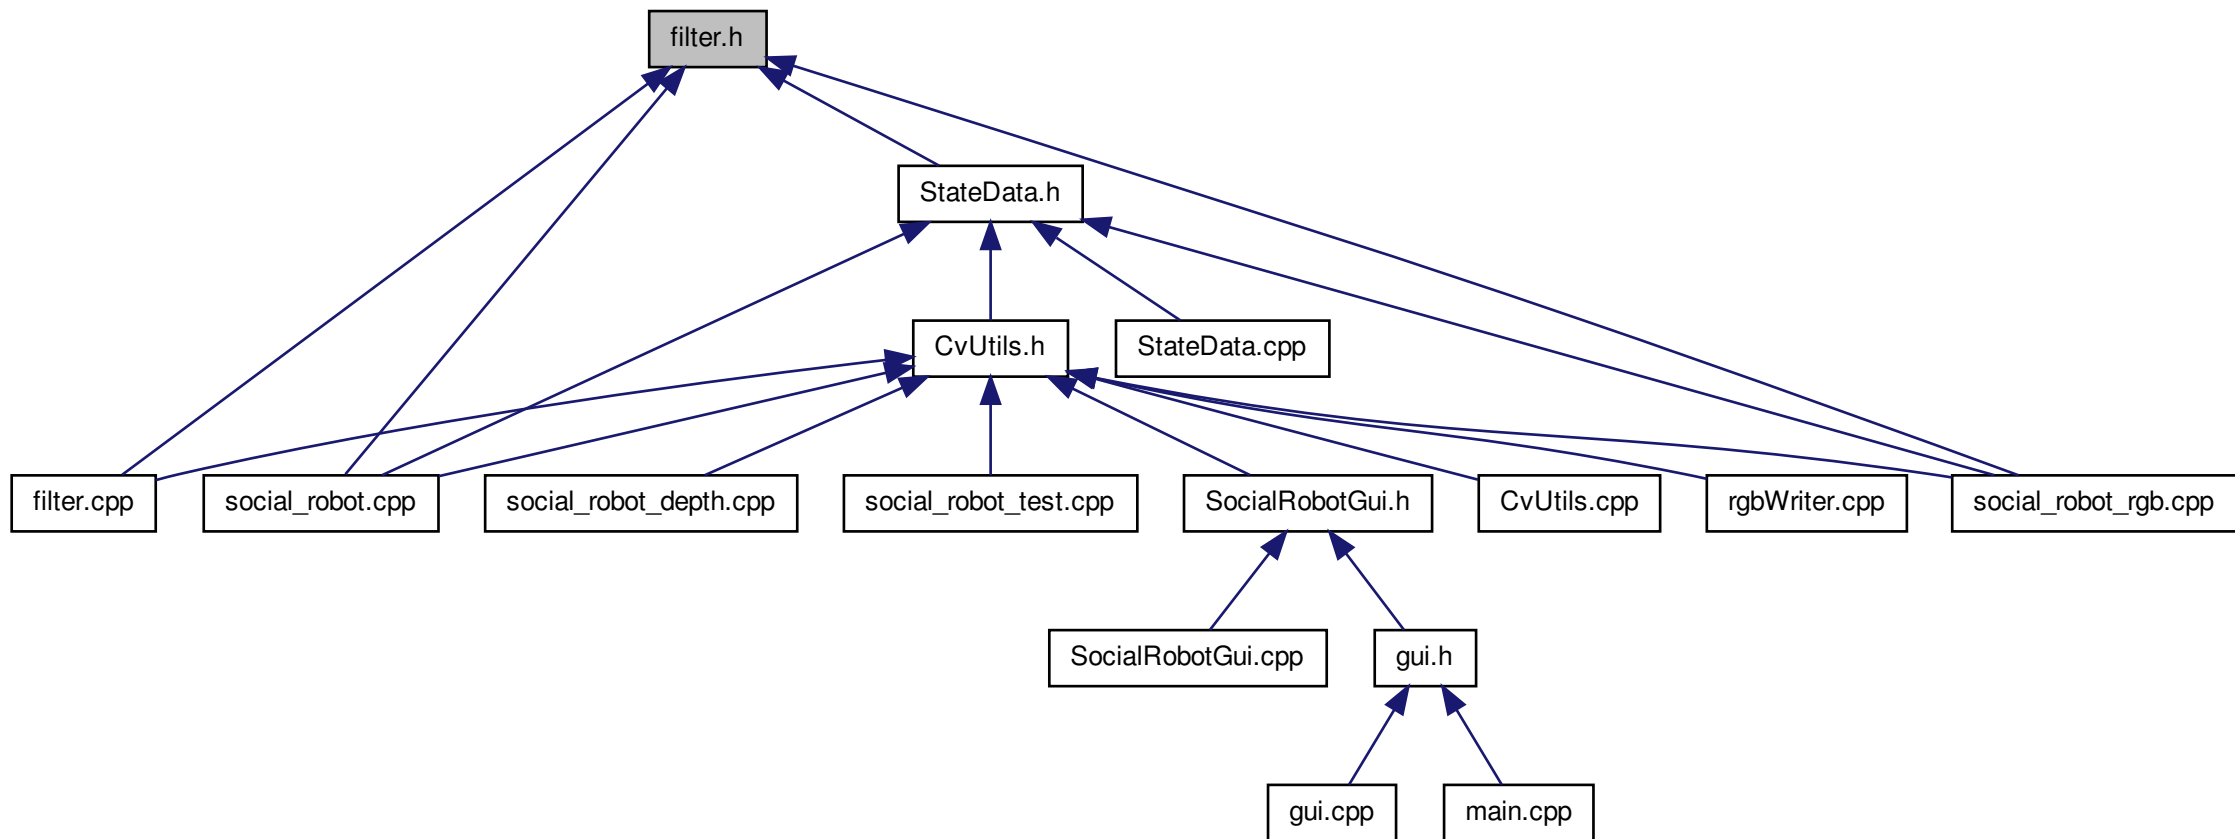 filter.h
StateData.h
CvUtils.h
StateData.cpp
filter.cpp
social_robot.cpp
social_robot_depth.cpp
social_robot_test.cpp
SocialRobotGui.h
CvUtils.cpp
rgbWriter.cpp
social_robot_rgb.cpp
SocialRobotGui.cpp
gui.h
gui.cpp
main.cpp